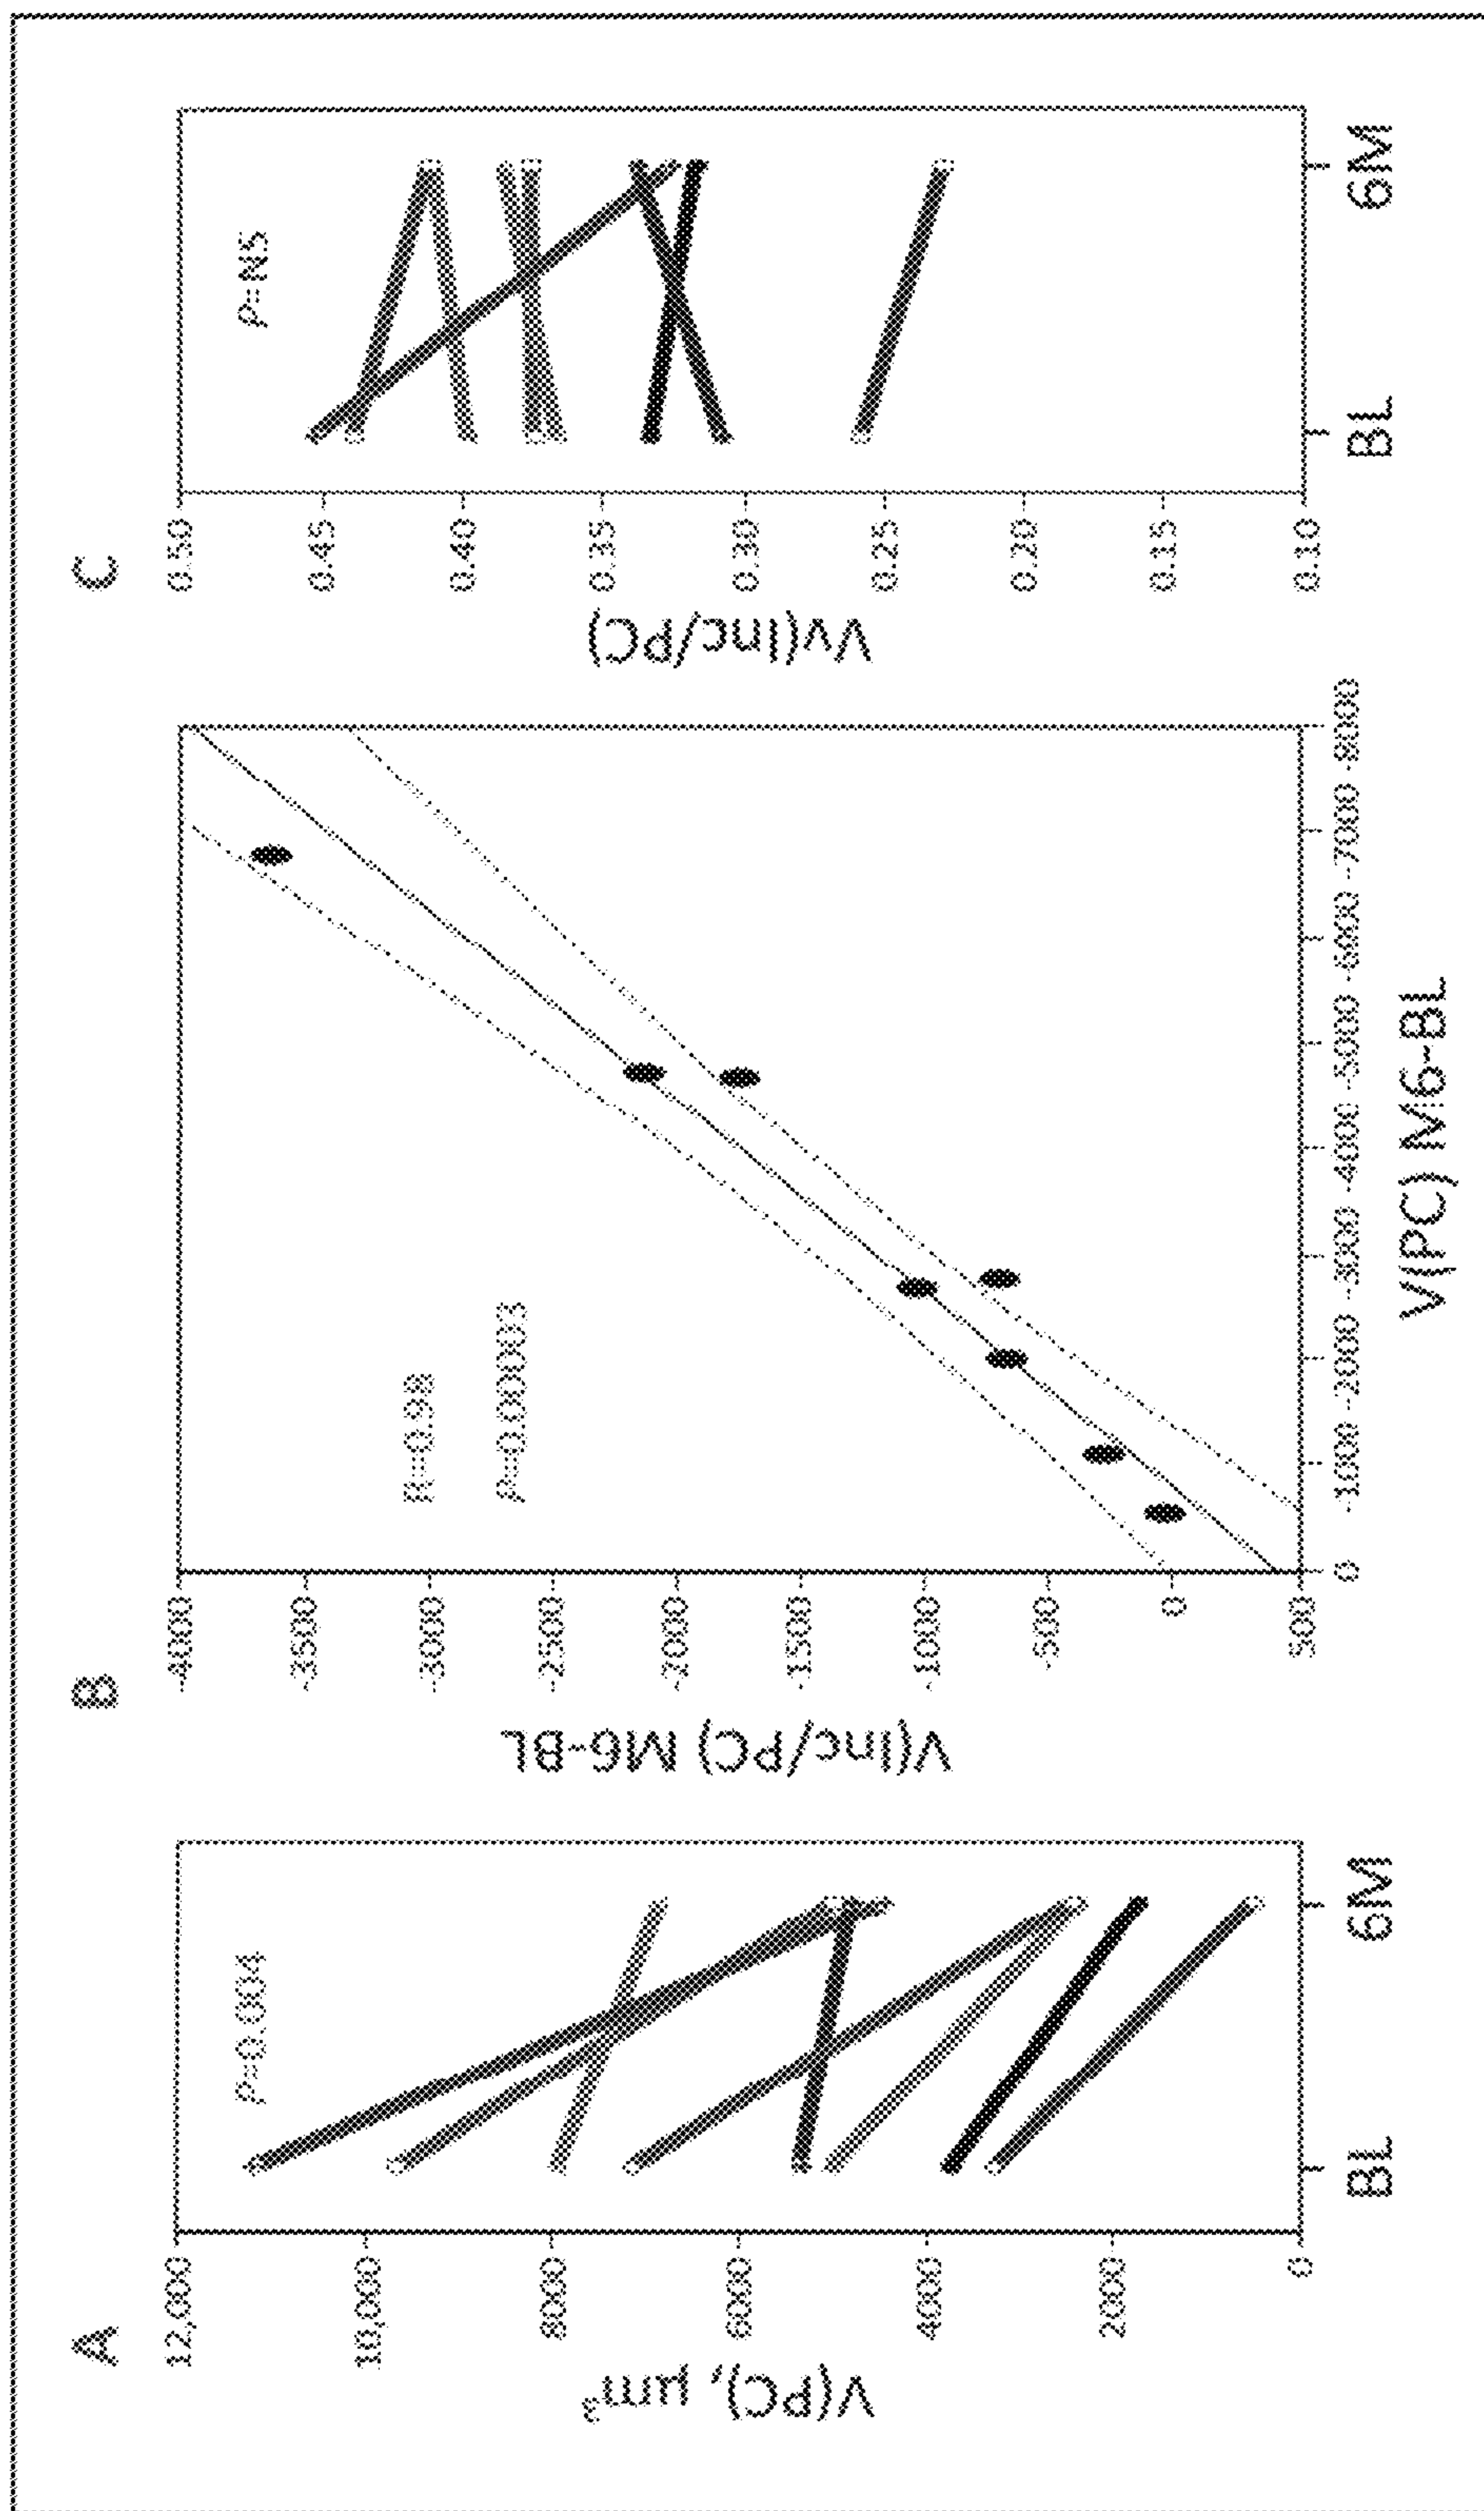 A
V(PC), μm³
12,000
10,000
8000
6000
4000
2000
0
P=0.004
BL
6M
B
V(Inc/PC) M6-BL
-4000
-3500
-3000
-2500
-2000
-1500
-1000
-500
0
500
R=0.98
P=0.00003
0 -1000 -2000 -3000 -4000 -5000 -6000 -7000 -8000
V(PC) M6-BL
C
Vv(Inc/PC)
0.50
0.45
0.40
0.35
0.30
0.25
0.20
0.15
0.10
P=NS
BL
6M